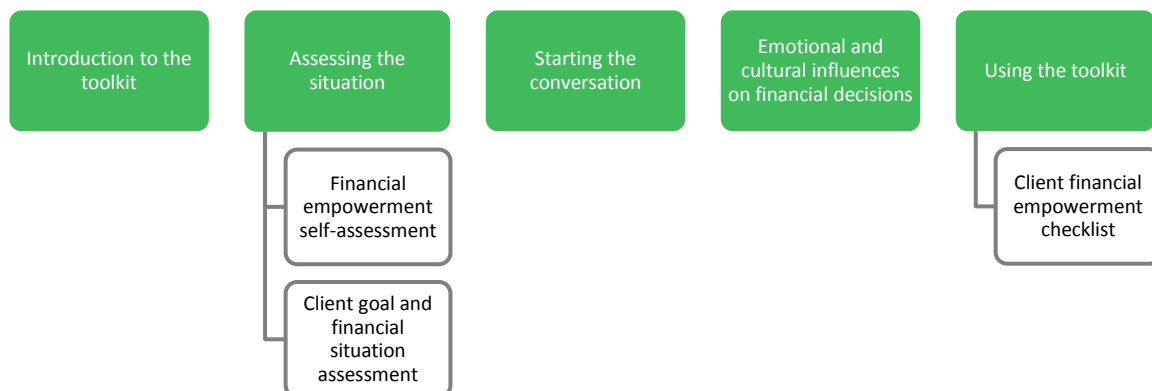 Introduction to the
toolkit
Assessing the
situation
Starting the
conversation
Emotional and
cultural influences
on financial decisions
Using the toolkit
Financial
empowerment
self-assessment
Client goal and
financial
situation
assessment
Client financial
empowerment
checklist